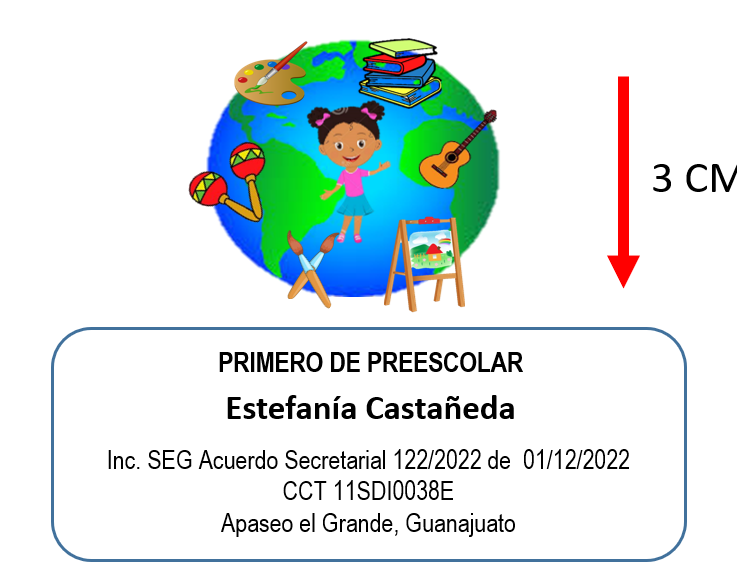 3 CM
PRIMERO DE PREESCOLAR
Estefanía Castañeda
Inc. SEG Acuerdo Secretarial 122/2022 de 01/12/2022
CCT 11SDI0038E
Apaseo el Grande, Guanajuato